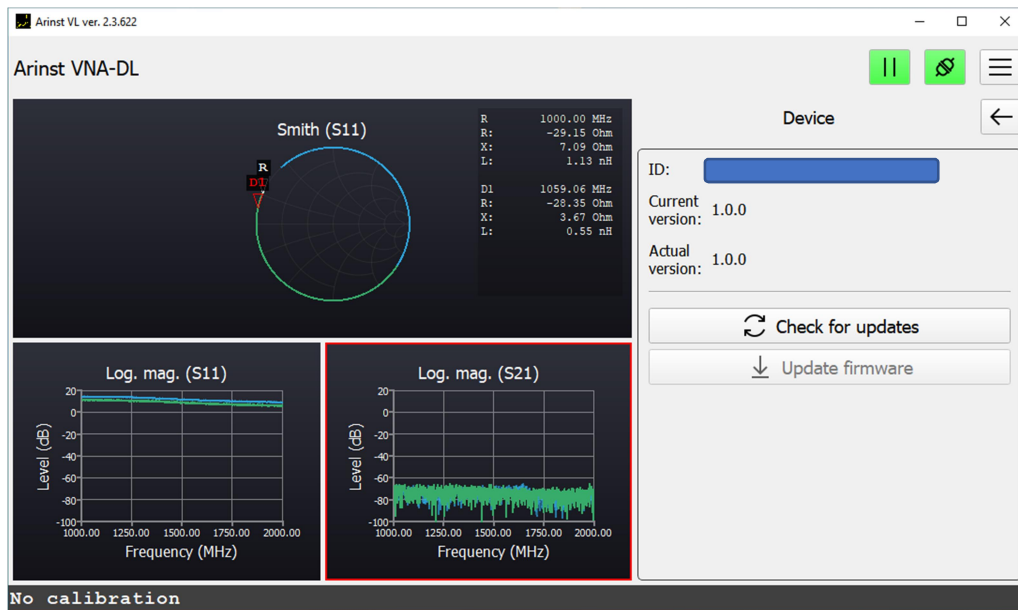 Arinst VL ver. 2.3.622
Arinst VNA-DL
Smith (S11)
R
D1
R 1000.00 MHz
R: -29.15 Ohm
X: 7.09 Ohm
L: 1.13 nH
D1 1059.06 MHz
R: -28.35 Ohm
X: 3.67 Ohm
L: 0.55 nH
Log. mag. (S11)
Level (dB)
20
0
-20
-40
-60
-80
-100
1000.00 1250.00 1500.00 1750.00 2000.00
Frequency (MHz)
Log. mag. (S21)
Level (dB)
20
0
-20
-40
-60
-80
-100
1000.00 1250.00 1500.00 1750.00 2000.00
Frequency (MHz)
Device
ID:
Current
version: 1.0.0
Actual
version: 1.0.0
Check for updates
Update firmware
No calibration